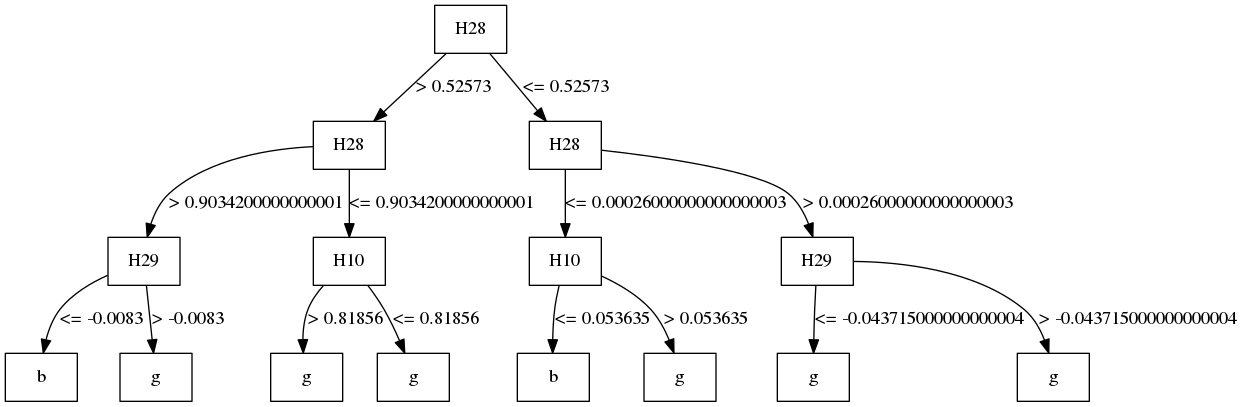 H28
> 0.52573 <= 0.52573
H28 H28
> 0.9034200000000001 <= 0.9034200000000001 <= 0.00026000000000000003 > 0.00026000000000000003
H29 H10 H10 H29
<= -0.0083 > -0.0083 > 0.81856 <= 0.81856 <= 0.053635 > 0.053635 <= -0.043715000000000004 > -0.043715000000000004
b g g g b g g g